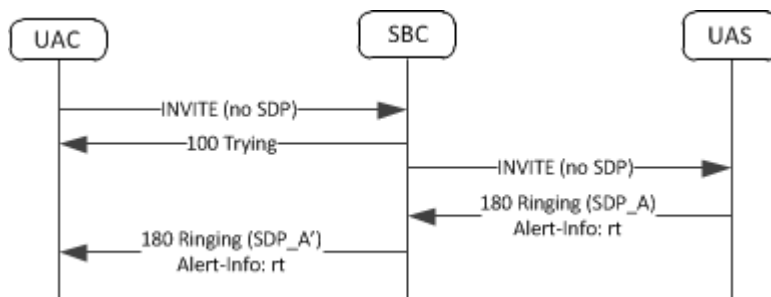 UAC
SBC
UAS
INVITE (no SDP)
100 Trying
INVITE (no SDP)
180 Ringing (SDP_A)
Alert-Info: rt
180 Ringing (SDP_A’)
Alert-Info: rt